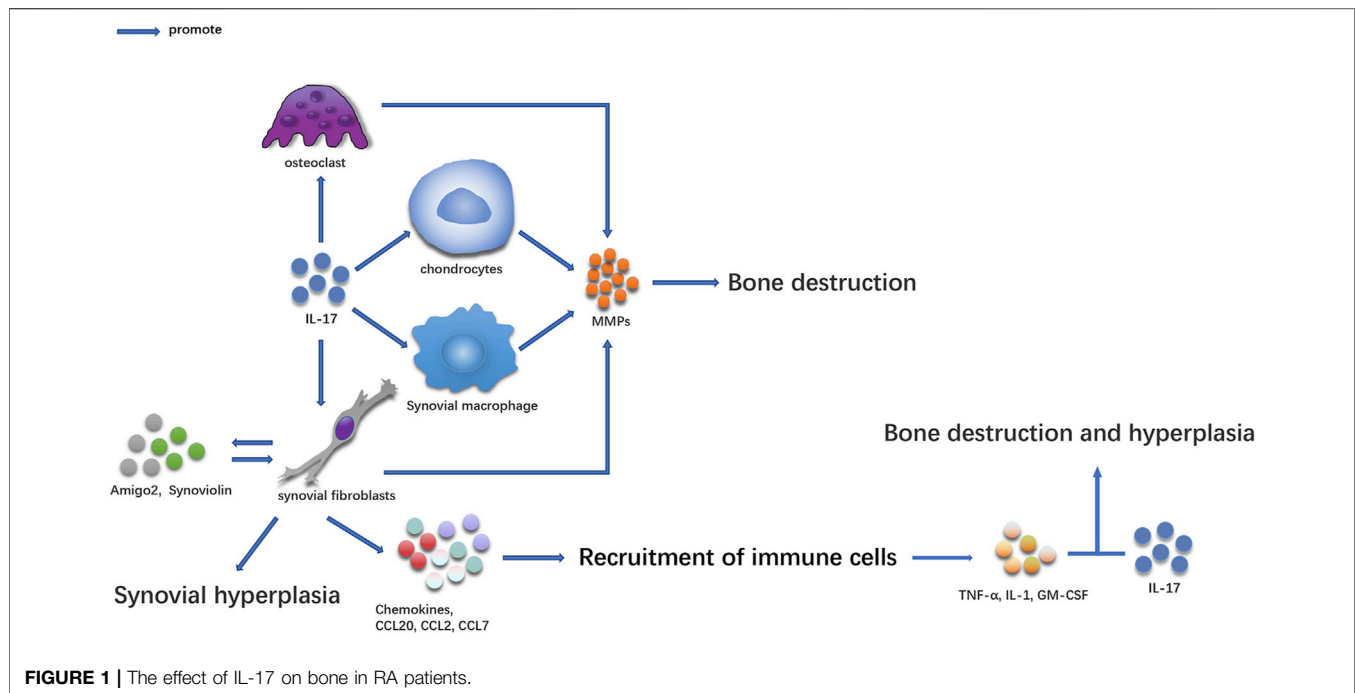 promote
osteoclast
chondrocytes
IL-17
MMPs
Bone destruction
Synovial macrophage
Bone destruction and hyperplasia
Amigo2, Synoviolin
synovial fibroblasts
Recruitment of immune cells
Synovial hyperplasia
Chemokines,
CCL20, CCL2, CCL7
TNF-α, IL-1, GM-CSF
IL-17
FIGURE 1 | The effect of IL-17 on bone in RA patients.